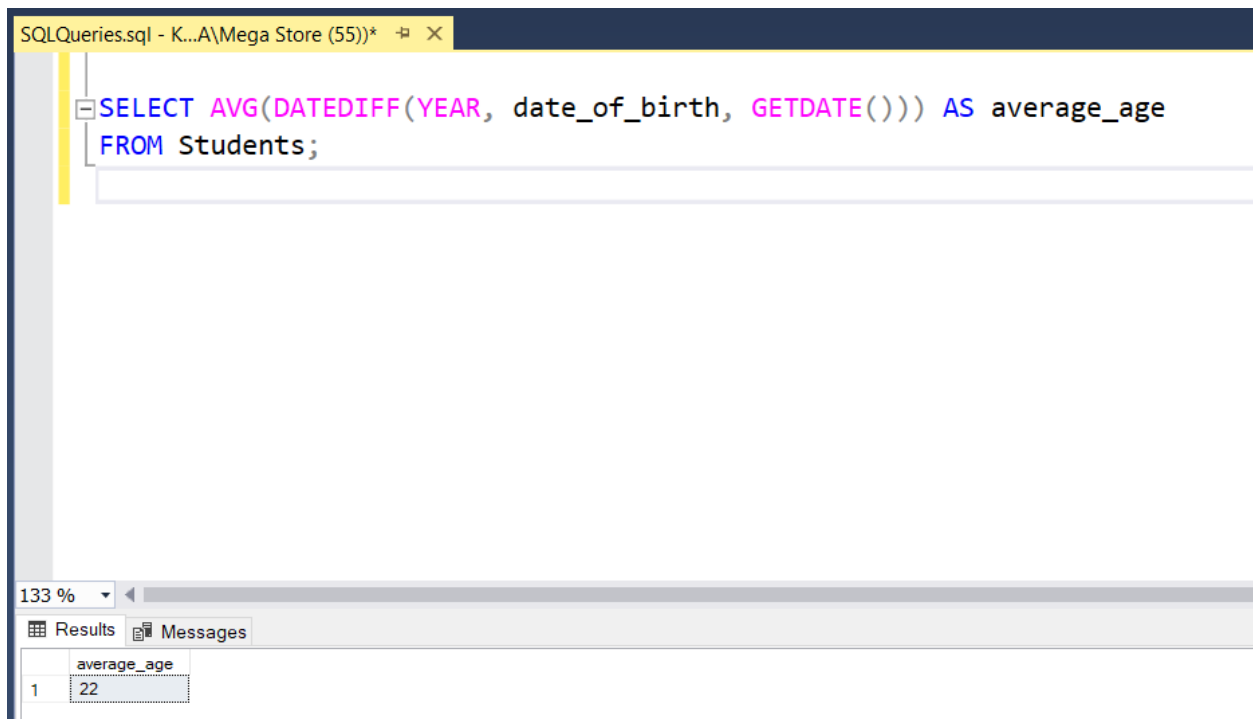 SQLQueries.sql - K...A\Mega Store (55))*
SELECT AVG(DATEDIFF(YEAR, date_of_birth, GETDATE())) AS average_age
FROM Students;
133 %
Results Messages
average_age
1 22